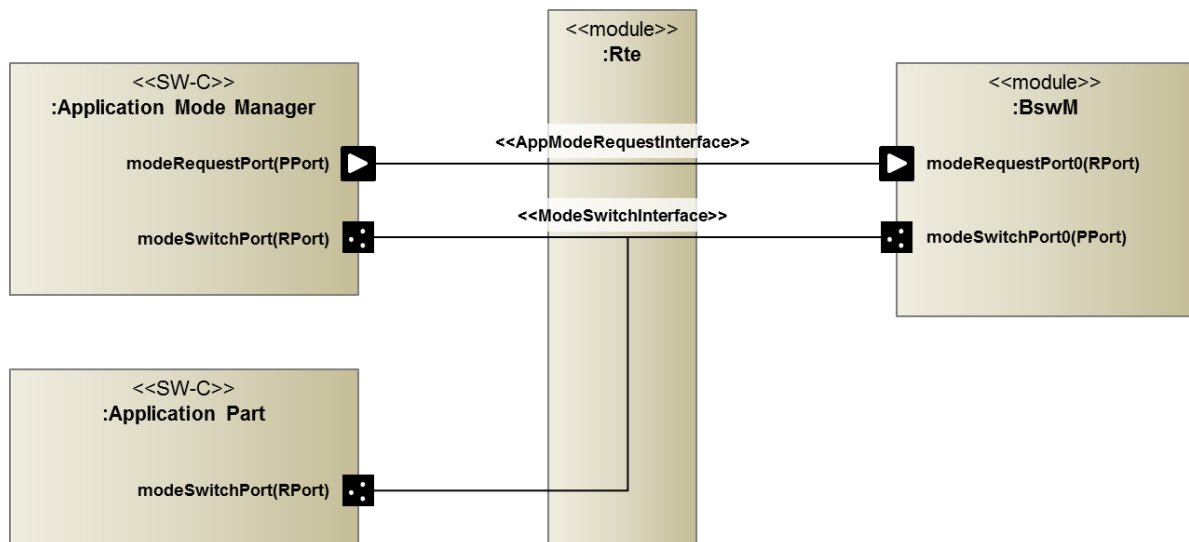 <<module>>
:Rte
<<SW-C>>
:Application Mode Manager
<<module>>
:BswM
<<AppModeRequestInterface>>
modeRequestPort(PPort)
modeRequestPort0(RPort)
<<ModeSwitchInterface>>
modeSwitchPort(RPort)
modeSwitchPort0(PPort)
<<SW-C>>
:Application Part
modeSwitchPort(RPort)